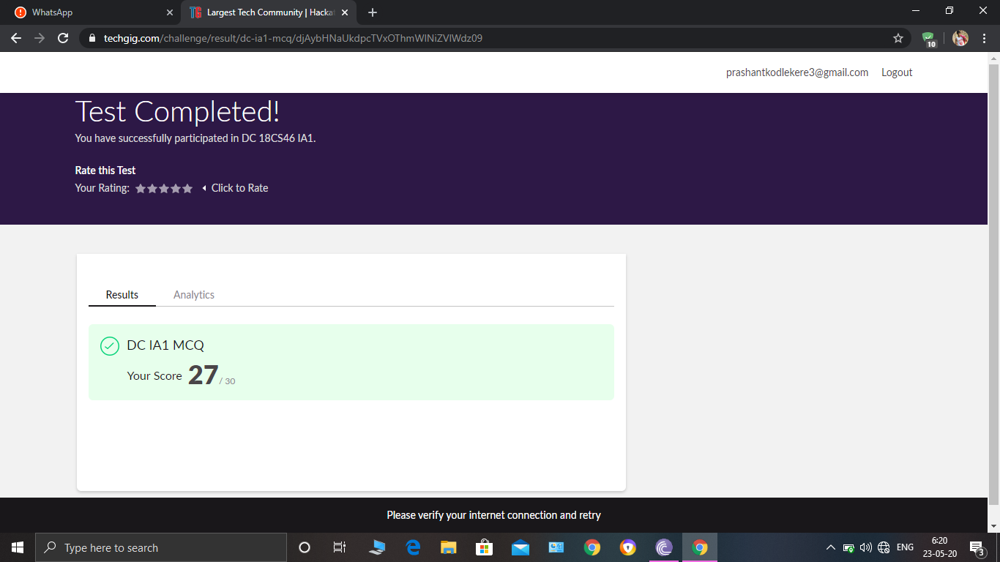 WhatsApp
TG Largest Tech Community | Hacka
techgig.com/challenge/result/dc-ia1-mcq/djAybHNaUkdpcTVxOThmWlNiZVlWdz09
10
prashantkodlekere3@gmail.com Logout
Test Completed!
You have successfully participated in DC 18CS46 IA1.
Rate this Test
Your Rating: Click to Rate
Results Analytics
DC IA1 MCQ
Your Score 27 / 30
Please verify your internet connection and retry
Type here to search
ENG
6:20
23-05-20
3